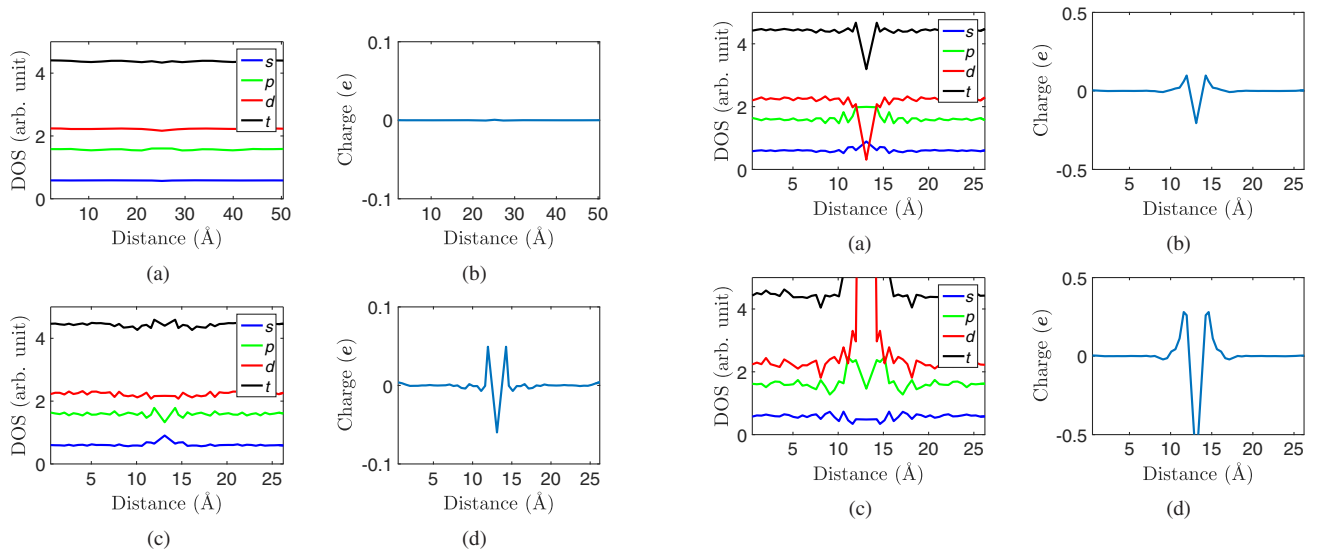 DOS (arb. unit)
4
2
0
10 20 30 40 50
Distance (Å)
s
p
d
t
(a)
Charge (e)
0.1
0
-0.1
10 20 30 40 50
Distance (Å)
(b)
DOS (arb. unit)
4
2
0
5 10 15 20 25
Distance (Å)
s
p
d
t
(c)
Charge (e)
0.1
0
-0.1
5 10 15 20 25
Distance (Å)
(d)
DOS (arb. unit)
4
2
0
5 10 15 20 25
Distance (Å)
s
p
d
t
(a)
Charge (e)
0.5
0
-0.5
5 10 15 20 25
Distance (Å)
(b)
DOS (arb. unit)
4
2
0
5 10 15 20 25
Distance (Å)
s
p
d
t
(c)
Charge (e)
0.5
0
-0.5
5 10 15 20 25
Distance (Å)
(d)